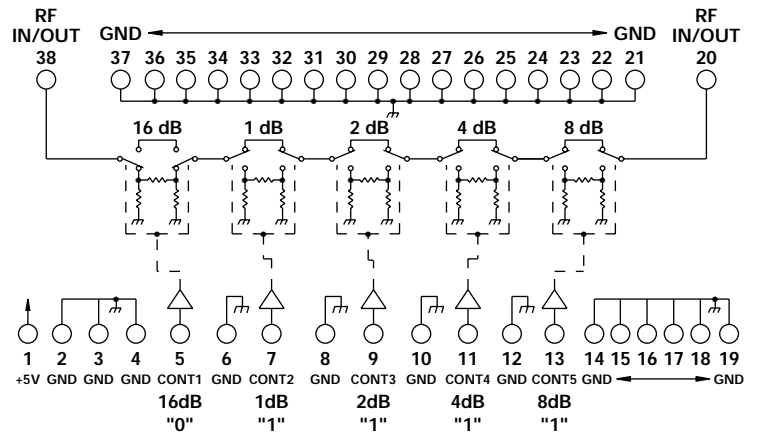 RF IN/OUT
GND GND
RF IN/OUT
38 37 36 35 34 33 32 31 30 29 28 27 26 25 24 23 22 21 20
16 dB 1 dB 2 dB 4 dB 8 dB
1 2 3 4 5 6 7 8 9 10 11 12 13 14 15 16 17 18 19
+5V GND GND GND CONT1 GND CONT2 GND CONT3 GND CONT4 GND CONT5 GND GND
16dB 1dB 2dB 4dB 8dB
"0" "1" "1" "1" "1"